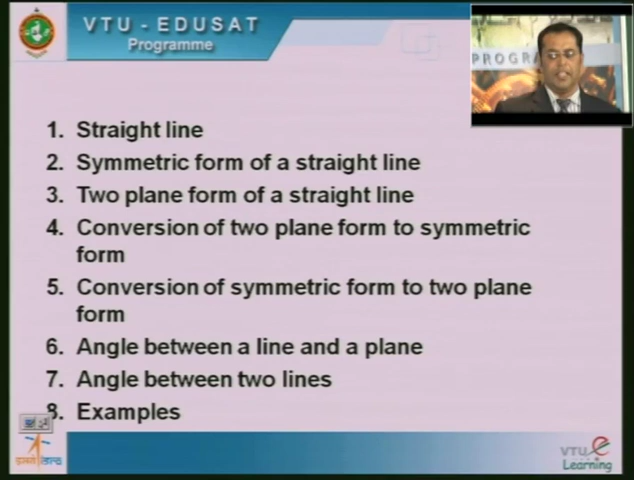 VTU - EDUSAT
Programme
PROGRA
1. Straight line
2. Symmetric form of a straight line
3. Two plane form of a straight line
4. Conversion of two plane form to symmetric
form
5. Conversion of symmetric form to two plane
form
6. Angle between a line and a plane
7. Angle between two lines
8. Examples
इसरो isro
VTU e
Learning